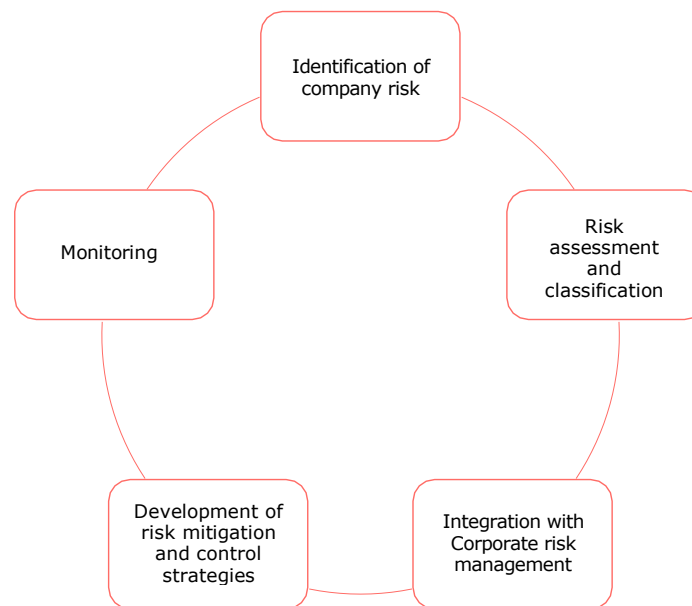 Identification of
company risk
Risk
assessment
and
classification
Integration with
Corporate risk
management
Development of
risk mitigation
and control
strategies
Monitoring